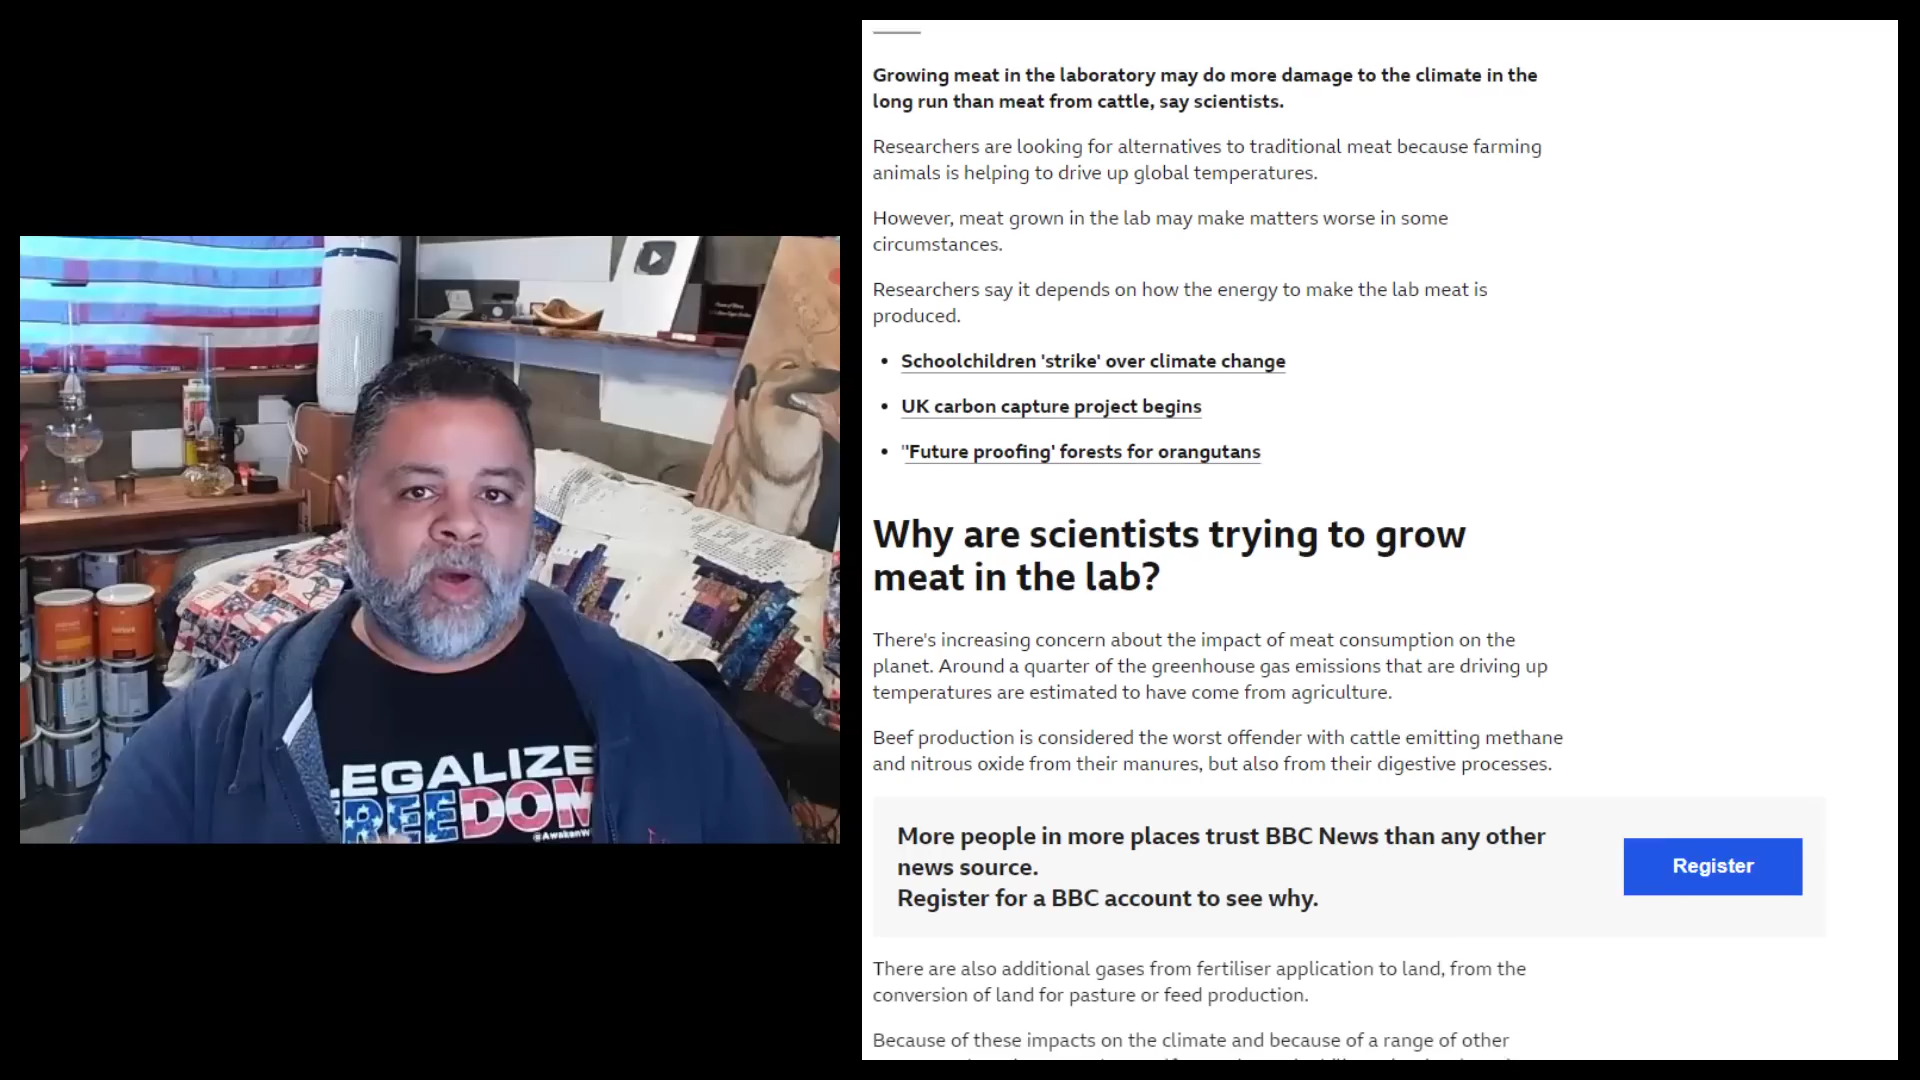 LEGALIZE
FREEDOM
Growing meat in the laboratory may do more damage to the climate in the
long run than meat from cattle, say scientists.
Researchers are looking for alternatives to traditional meat because farming
animals is helping to drive up global temperatures.
However, meat grown in the lab may make matters worse in some
circumstances.
Researchers say it depends on how the energy to make the lab meat is
produced.
• Schoolchildren 'strike' over climate change
• UK carbon capture project begins
• "Future proofing' forests for orangutans
Why are scientists trying to grow
meat in the lab?
There's increasing concern about the impact of meat consumption on the
planet. Around a quarter of the greenhouse gas emissions that are driving up
temperatures are estimated to have come from agriculture.
Beef production is considered the worst offender with cattle emitting methane
and nitrous oxide from their manures, but also from their digestive processes.
More people in more places trust BBC News than any other
news source.
Register for a BBC account to see why.
Register
There are also additional gases from fertiliser application to land, from the
conversion of land for pasture or feed production.
Because of these impacts on the climate and because of a range of other